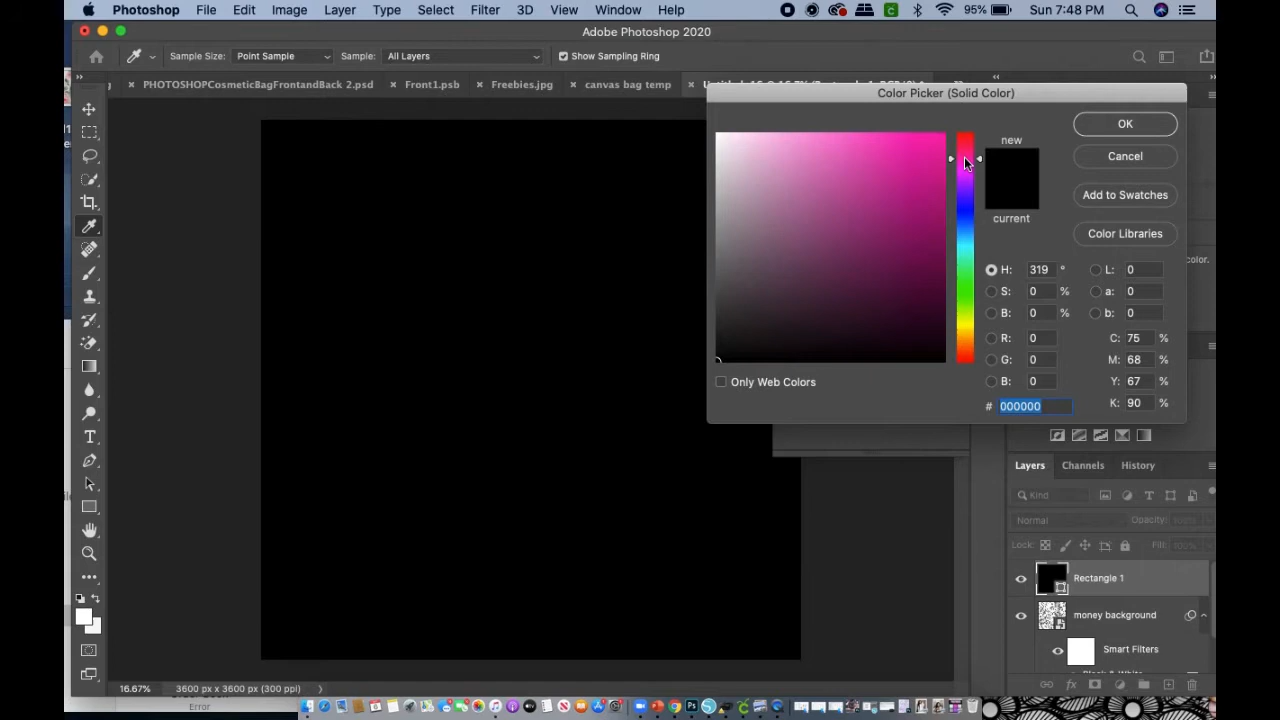 Photoshop File Edit Image Layer Type Select Filter 3D View Window Help 95% Sun 7:48 PM
Adobe Photoshop 2020
Sample Size: Point Sample Sample: All Layers Show Sampling Ring
PHOTOSHOPCosmeticBagFrontandBack 2.psd Front1.psb Freebies.jpg canvas bag temp
Color Picker (Solid Color)
OK
new
Cancel
Add to Swatches
current
Color Libraries
color.
H: 319 ° L: 0
S: 0 % a: 0
B: 0 % b: 0
R: 0 C: 75 %
G: 0 M: 68 %
Only Web Colors B: 0 Y: 67 %
# 000000 K: 90 %
Layers Channels History
Kind
Normal Opacity: 100%
Lock: Fill: 100%
Rectangle 1
money background
Smart Filters
16.67% 3600 px x 3600 px (300 ppi)
Error